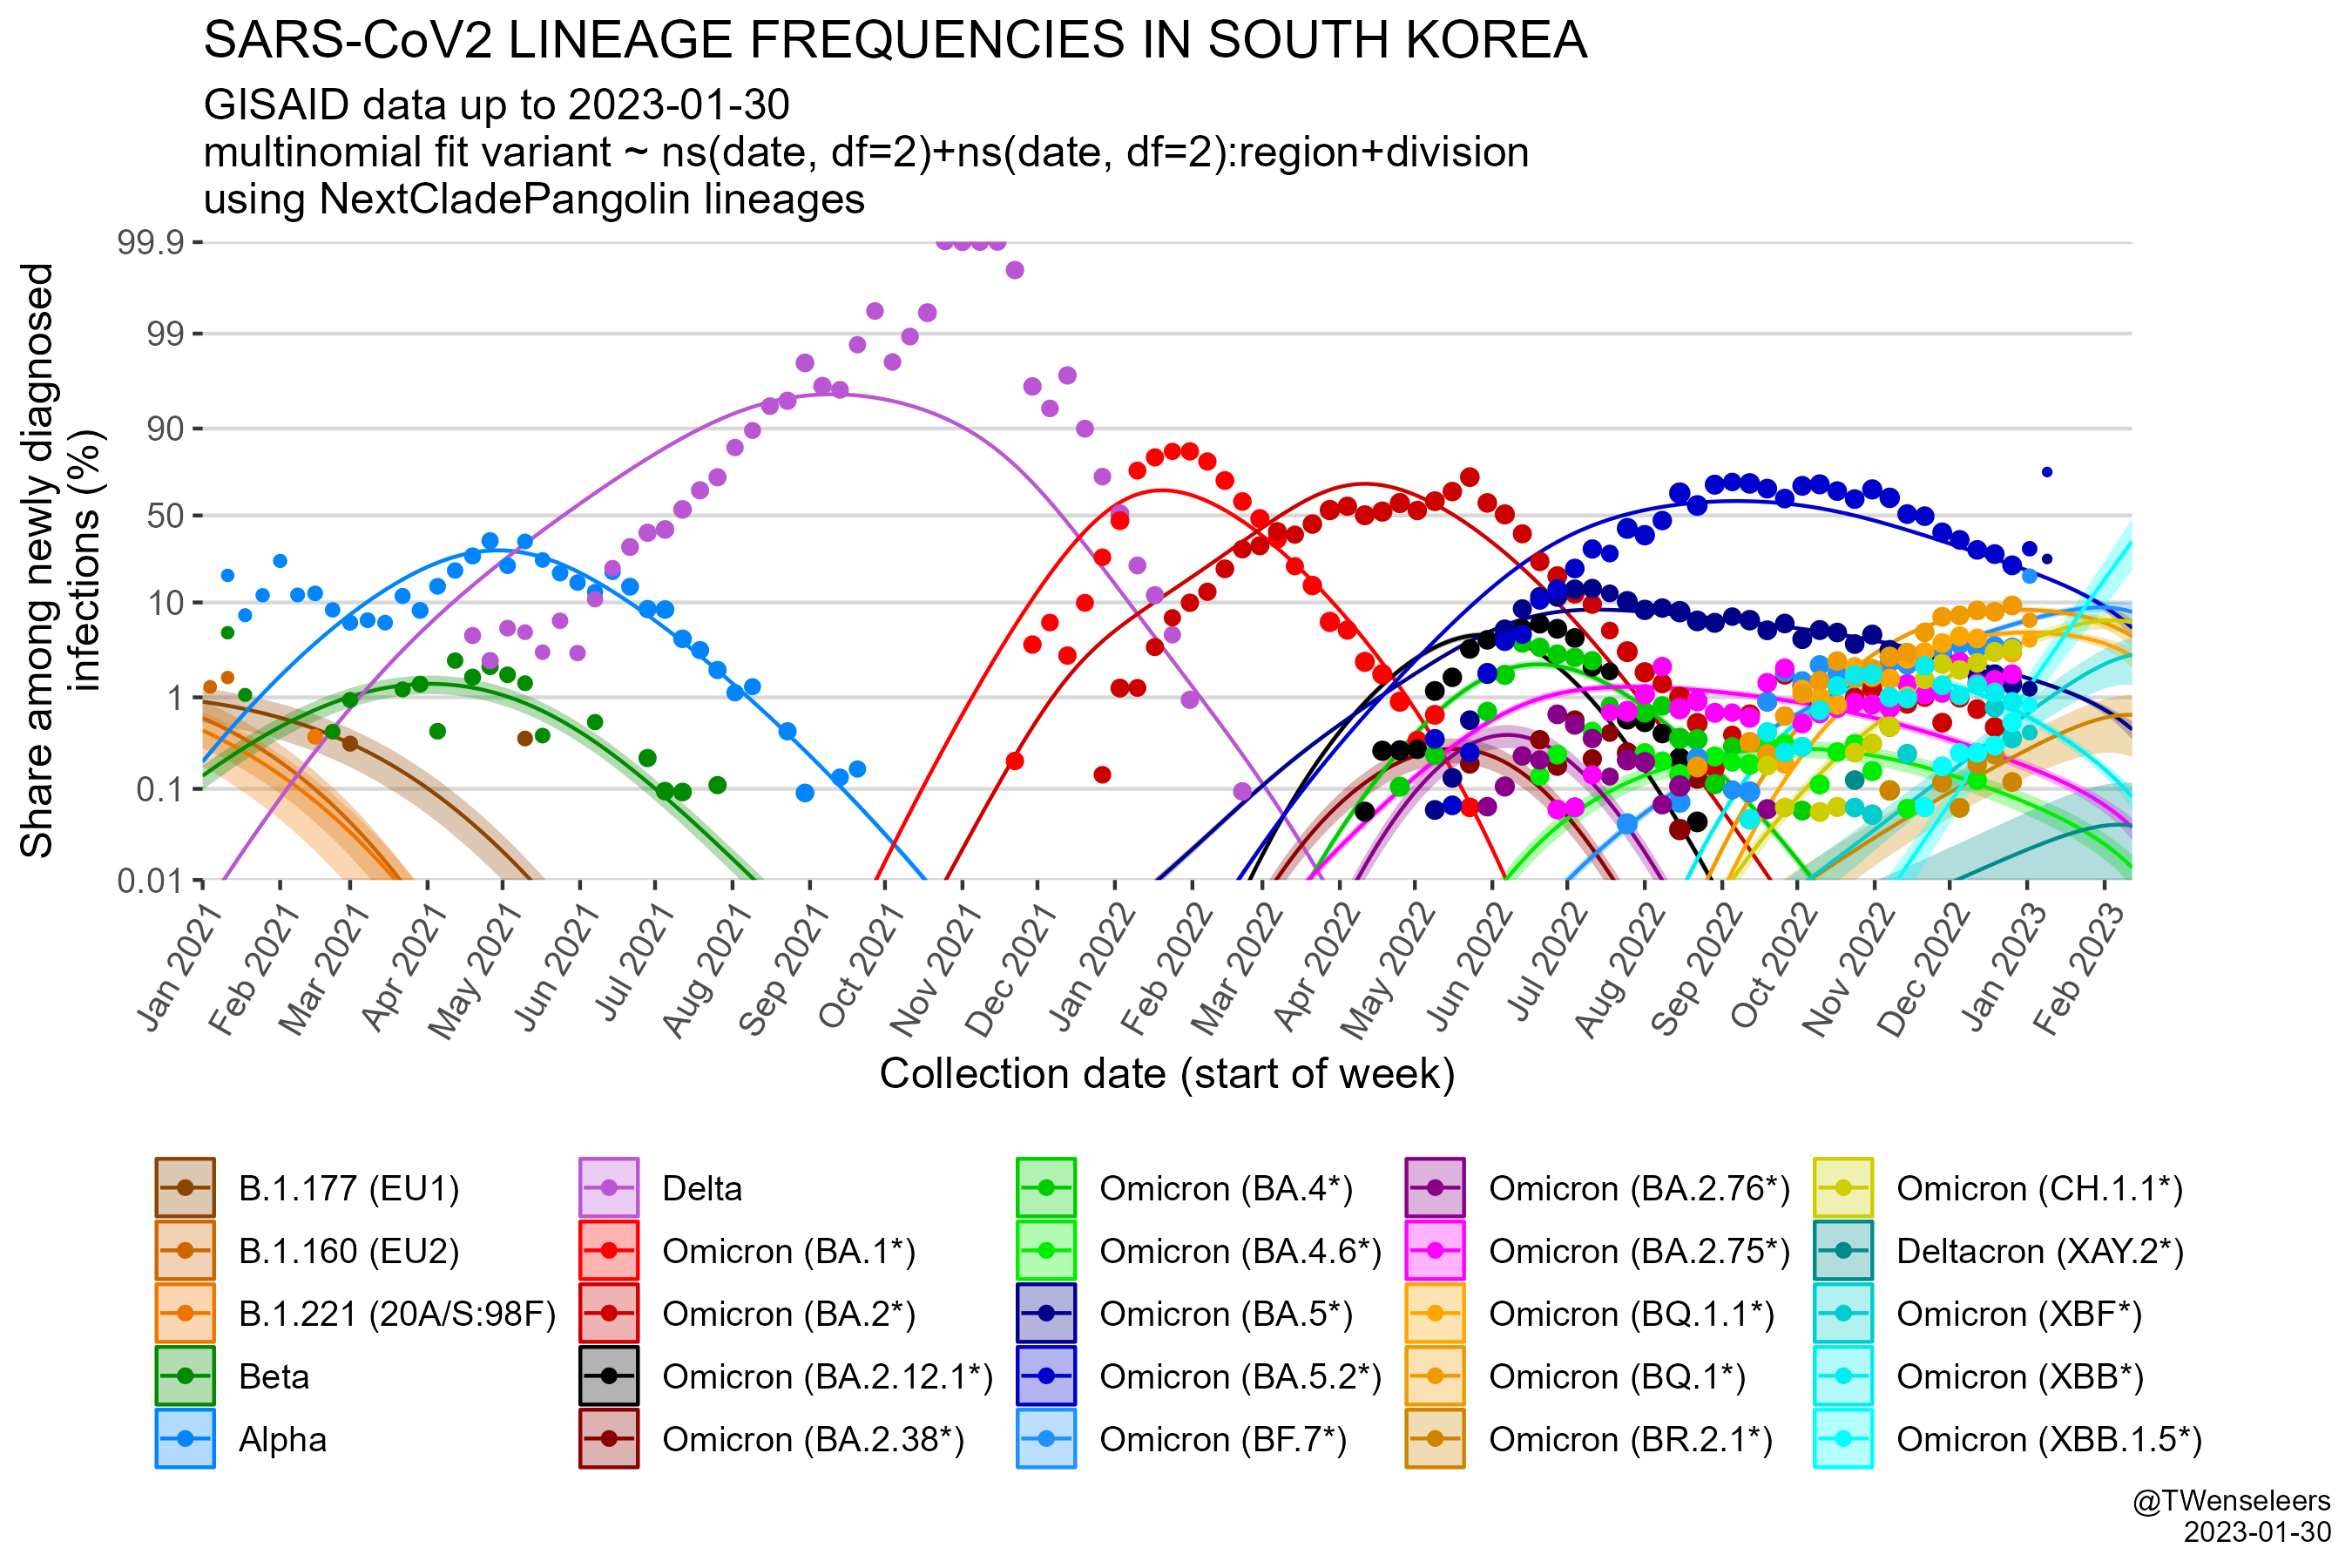 SARS-CoV2 LINEAGE FREQUENCIES IN SOUTH KOREA
GISAID data up to 2023-01-30
multinomial fit variant ~ ns(date, df=2)+ns(date, df=2):region+division
using NextCladePangolin lineages
Share among newly diagnosed
infections (%)
99.9
99
90
50
10
1
0.1
0.01
Jan 2021
Feb 2021
Mar 2021
Apr 2021
May 2021
Jun 2021
Jul 2021
Aug 2021
Sep 2021
Oct 2021
Nov 2021
Dec 2021
Jan 2022
Feb 2022
Mar 2022
Apr 2022
May 2022
Jun 2022
Jul 2022
Aug 2022
Sep 2022
Oct 2022
Nov 2022
Dec 2022
Jan 2023
Feb 2023
Collection date (start of week)
B.1.177 (EU1)
B.1.160 (EU2)
B.1.221 (20A/S:98F)
Beta
Alpha
Delta
Omicron (BA.1*)
Omicron (BA.2*)
Omicron (BA.2.12.1*)
Omicron (BA.2.38*)
Omicron (BA.4*)
Omicron (BA.4.6*)
Omicron (BA.5*)
Omicron (BA.5.2*)
Omicron (BF.7*)
Omicron (BA.2.76*)
Omicron (BA.2.75*)
Omicron (BQ.1.1*)
Omicron (BQ.1*)
Omicron (BR.2.1*)
Omicron (CH.1.1*)
Deltacron (XAY.2*)
Omicron (XBF*)
Omicron (XBB*)
Omicron (XBB.1.5*)
@TWenseleers
2023-01-30